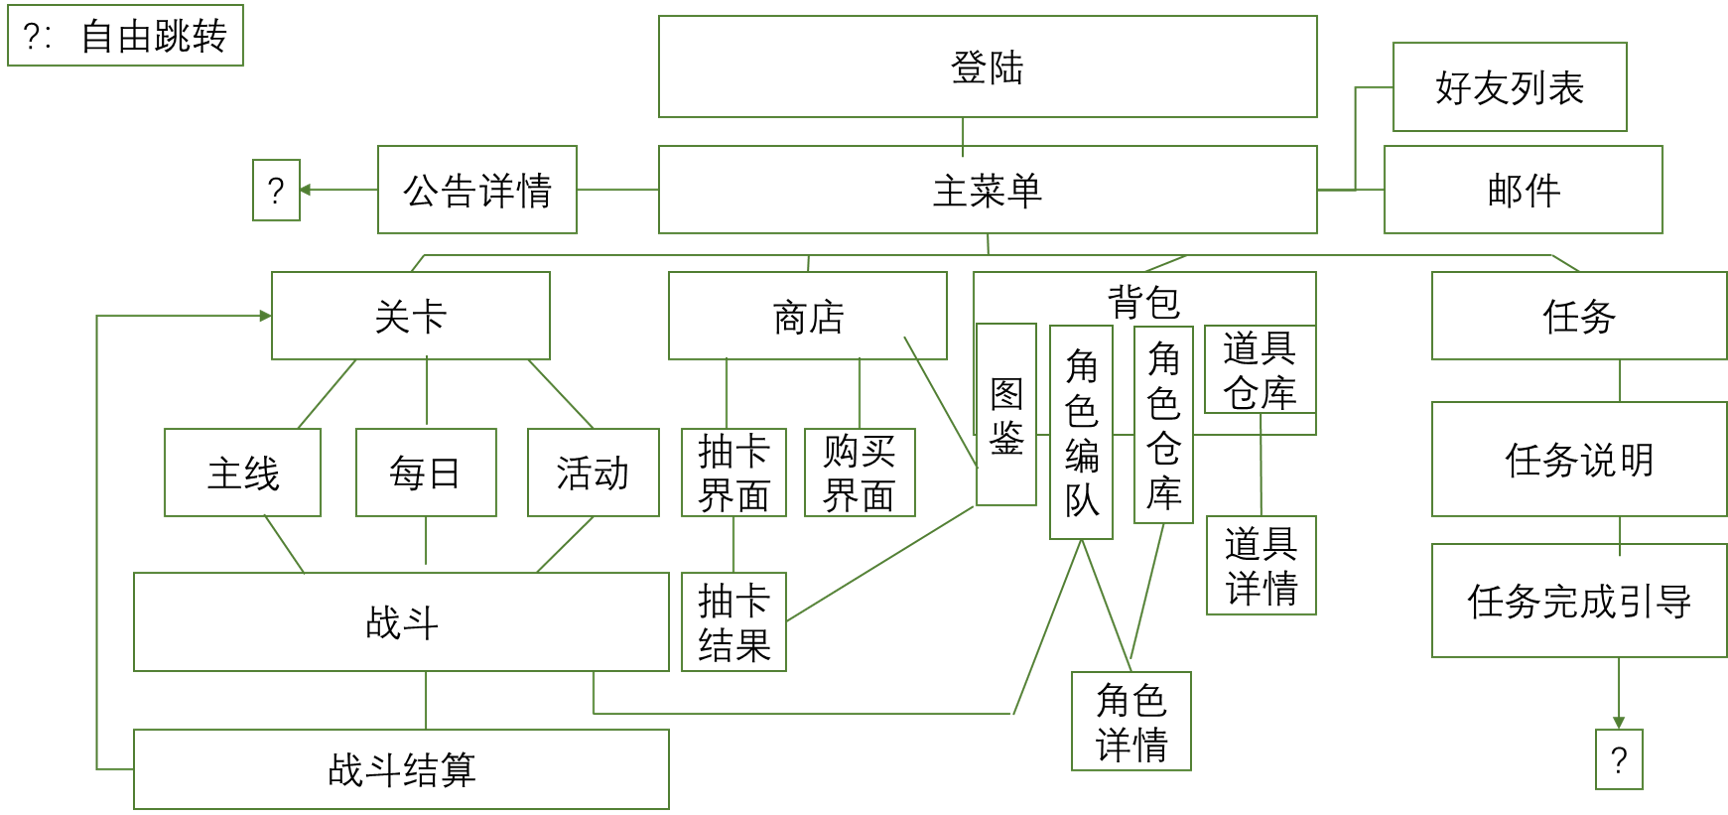 ?: 自由跳转
登陆
好友列表
?
公告详情
主菜单
邮件
关卡
商店
背包
任务
图鉴
角色编队
角色仓库
道具
仓库
主线
每日
活动
抽卡
界面
购买
界面
任务说明
道具
详情
战斗
抽卡
结果
任务完成引导
角色
详情
战斗结算
?